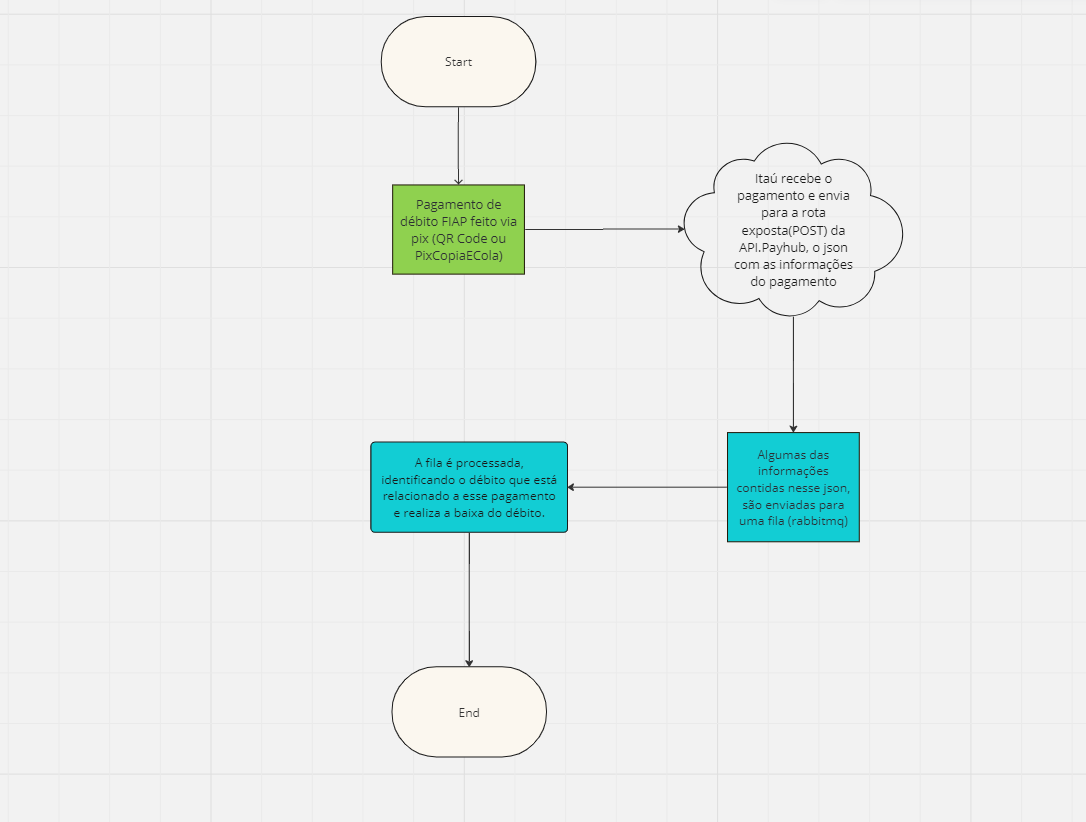 Start
Pagamento de
débito FIAP feito via
pix (QR Code ou
PixCopiaECola)
Itaú recebe o
pagamento e envia
para a rota
exposta(POST) da
API.Payhub, o json
com as informações
do pagamento
Algumas das
informações
contidas nesse json,
são enviadas para
uma fila (rabbitmq)
A fila é processada,
identificando o débito que está
relacionado a esse pagamento
e realiza a baixa do débito.
End